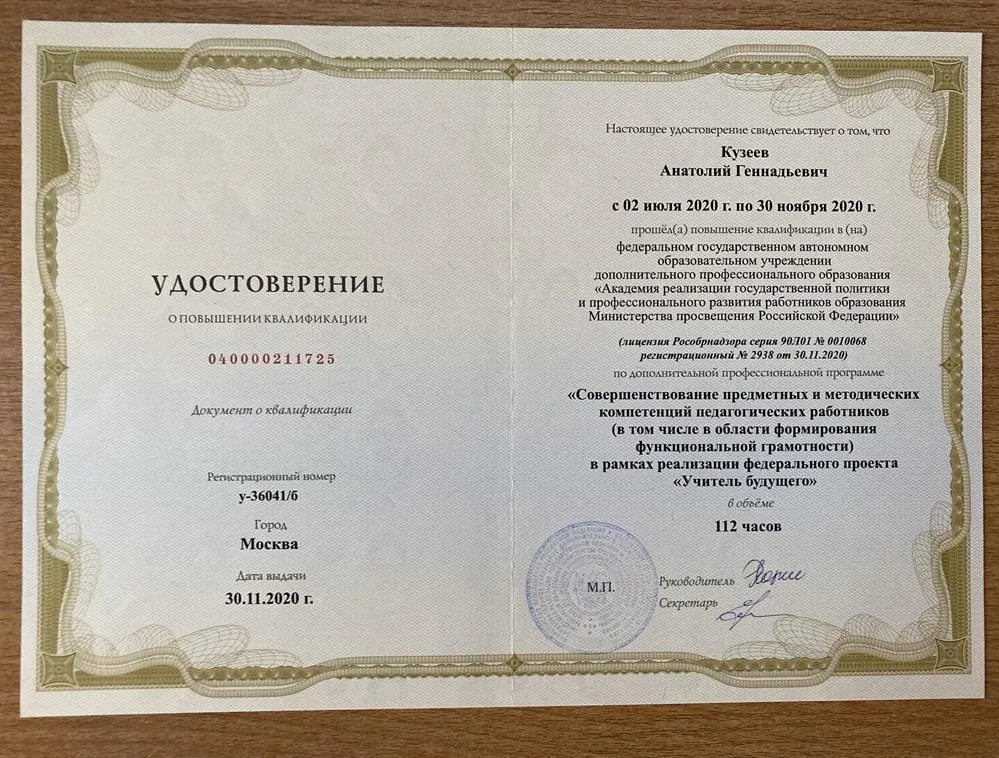 УДОСТОВЕРЕНИЕ
О ПОВЫШЕНИИ КВАЛИФИКАЦИИ
040000211725
Документ о квалификации
Регистрационный номер
у-36041/б
Город
Москва
Дата выдачи
30.11.2020 г.
Настоящее удостоверение свидетельствует о том, что
Кузеев
Анатолий Геннадьевич
с 02 июля 2020 г. по 30 ноября 2020 г.
прошёл(а) повышение квалификации в (на)
федеральном государственном автономном
образовательном учреждении
дополнительного профессионального образования
«Академия реализации государственной политики
и профессионального развития работников образования
Министерства просвещения Российской Федерации»
(лицензия Рособрнадзора серия 90Л01 № 0010068
регистрационный № 2938 от 30.11.2020)
по дополнительной профессиональной программе
«Совершенствование предметных и методических
компетенций педагогических работников
(в том числе в области формирования
функциональной грамотности)
в рамках реализации федерального проекта
«Учитель будущего»
в объёме
112 часов
М.П.
Руководитель
Секретарь